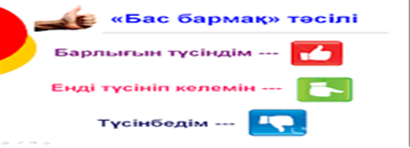 «Бас бармақ» тәсілі
Барлығын түсіндім ---
Енді түсініп келемін ---
Түсінбедім ---